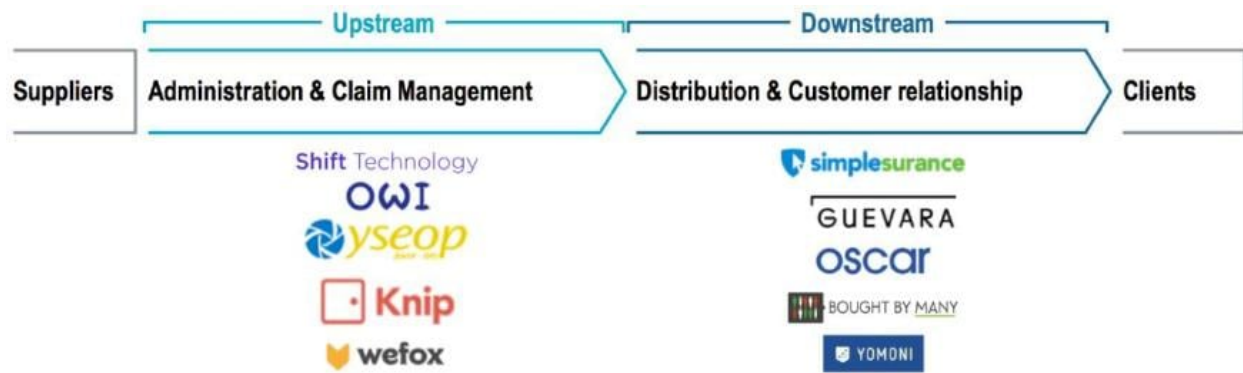 Upstream Downstream
Suppliers Administration & Claim Management Distribution & Customer relationship Clients
Shift Technology
simplesurance
OWI
GUEVARA
yseop
oscar
Knip
BOUGHT BY MANY
wefox
YOMONI